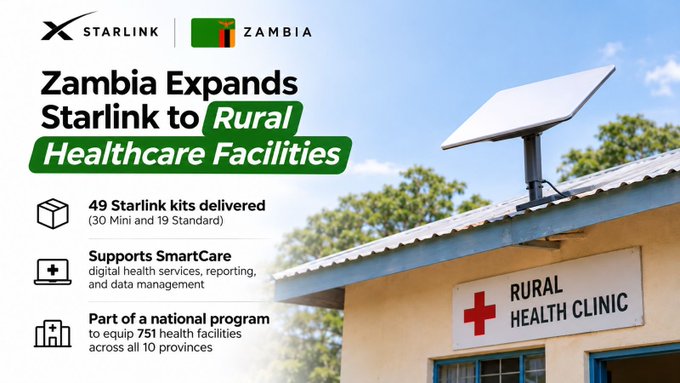 STARLINK
ZAMBIA
Zambia Expands
Starlink to Rural
Healthcare Facilities
49 Starlink kits delivered
(30 Mini and 19 Standard)
Supports SmartCare
digital health services, reporting,
and data management
Part of a national program
to equip 751 health facilities
across all 10 provinces
RURAL
HEALTH CLINIC